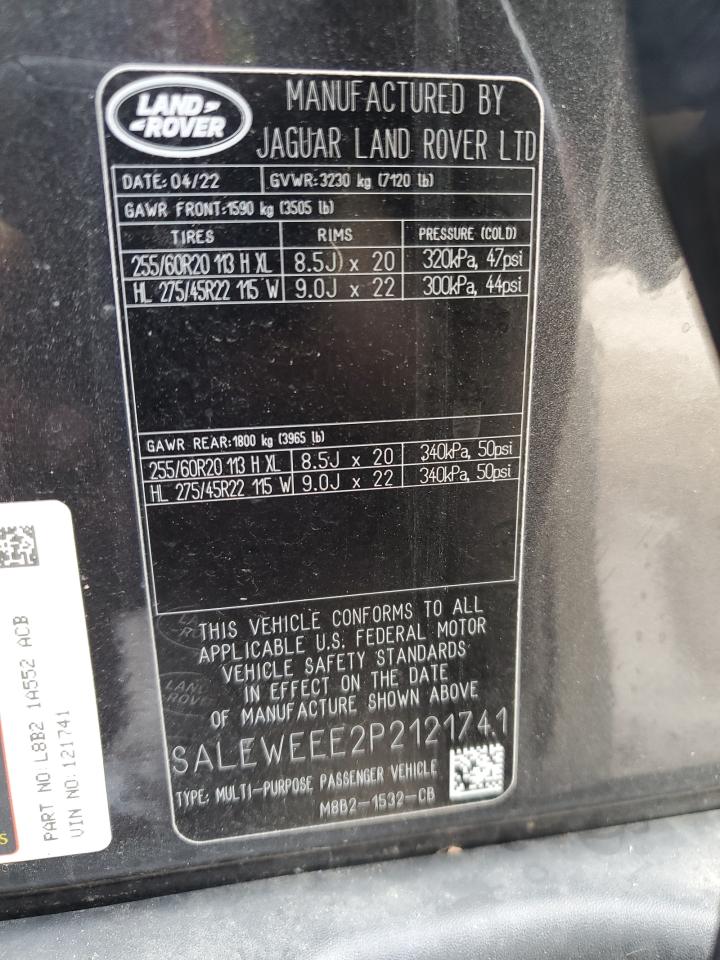 LAND ROVER
MANUFACTURED BY
JAGUAR LAND ROVER LTD
DATE: 04/22 GVWR:3230 kg (7120 lb)
GAWR FRONT:1590 kg (3505 lb)
TIRES RIMS PRESSURE (COLD)
255/60R20 113 H XL 8.5J x 20 320kPa, 47psi
HL 275/45R22 115 W 9.0J x 22 300kPa, 44psi
GAWR REAR:1800 kg (3965 lb)
255/60R20 113 H XL 8.5J x 20 340kPa, 50psi
HL 275/45R22 115 W 9.0J x 22 340kPa, 50psi
THIS VEHICLE CONFORMS TO ALL
APPLICABLE U.S. FEDERAL MOTOR
VEHICLE SAFETY STANDARDS
IN EFFECT ON THE DATE
OF MANUFACTURE SHOWN ABOVE
SALEWEEE2P2121741
TYPE: MULTI-PURPOSE PASSENGER VEHICLE
M8B2-1532-CB
PART NO L8B2 1A552 ACB
VIN NO:121741